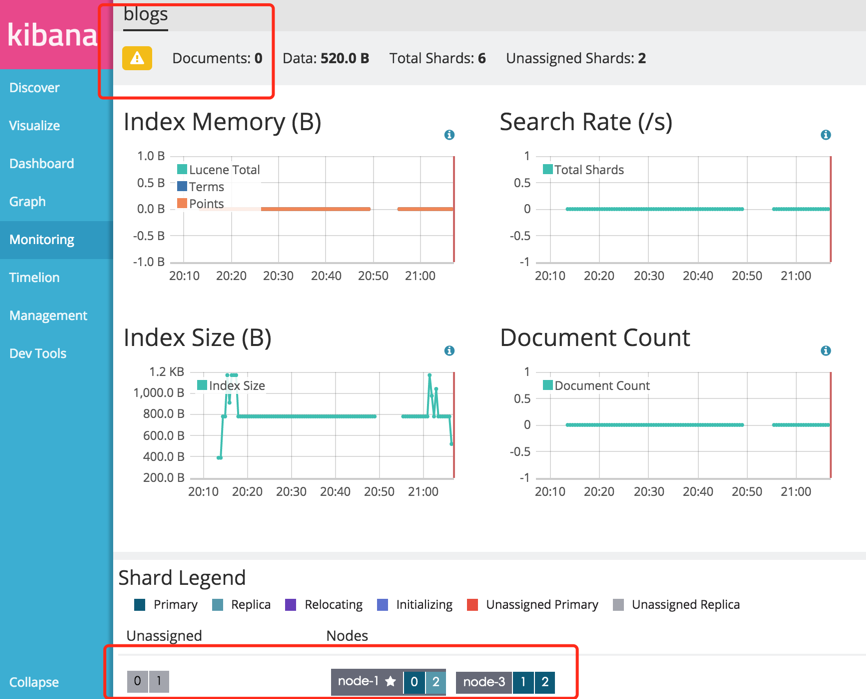 kibana
Discover
Visualize
Dashboard
Graph
Monitoring
Timelion
Management
Dev Tools
Collapse
blogs
Documents: 0 Data: 520.0 B Total Shards: 6 Unassigned Shards: 2
Index Memory (B)
1.0 B
0.5 B
0.0 B
-0.5 B
-1.0 B
Lucene Total
Terms
Points
20:10 20:20 20:30 20:40 20:50 21:00
Search Rate (/s)
1
0.5
0
-0.5
-1
Total Shards
20:10 20:20 20:30 20:40 20:50 21:00
Index Size (B)
1.2 KB
1,000.0 B
800.0 B
600.0 B
400.0 B
200.0 B
Index Size
20:10 20:20 20:30 20:40 20:50 21:00
Document Count
1
0.5
0
-0.5
-1
Document Count
20:10 20:20 20:30 20:40 20:50 21:00
Shard Legend
Primary Replica Relocating Initializing Unassigned Primary Unassigned Replica
Unassigned Nodes
0 1 node-1 0 2 node-3 1 2